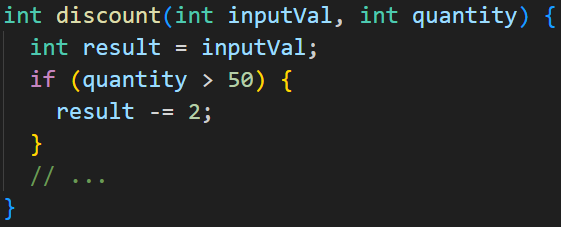 int discount(int inputVal, int quantity) {
  int result = inputVal;
  if (quantity > 50) {
    result -= 2;
  }
  // ...
}